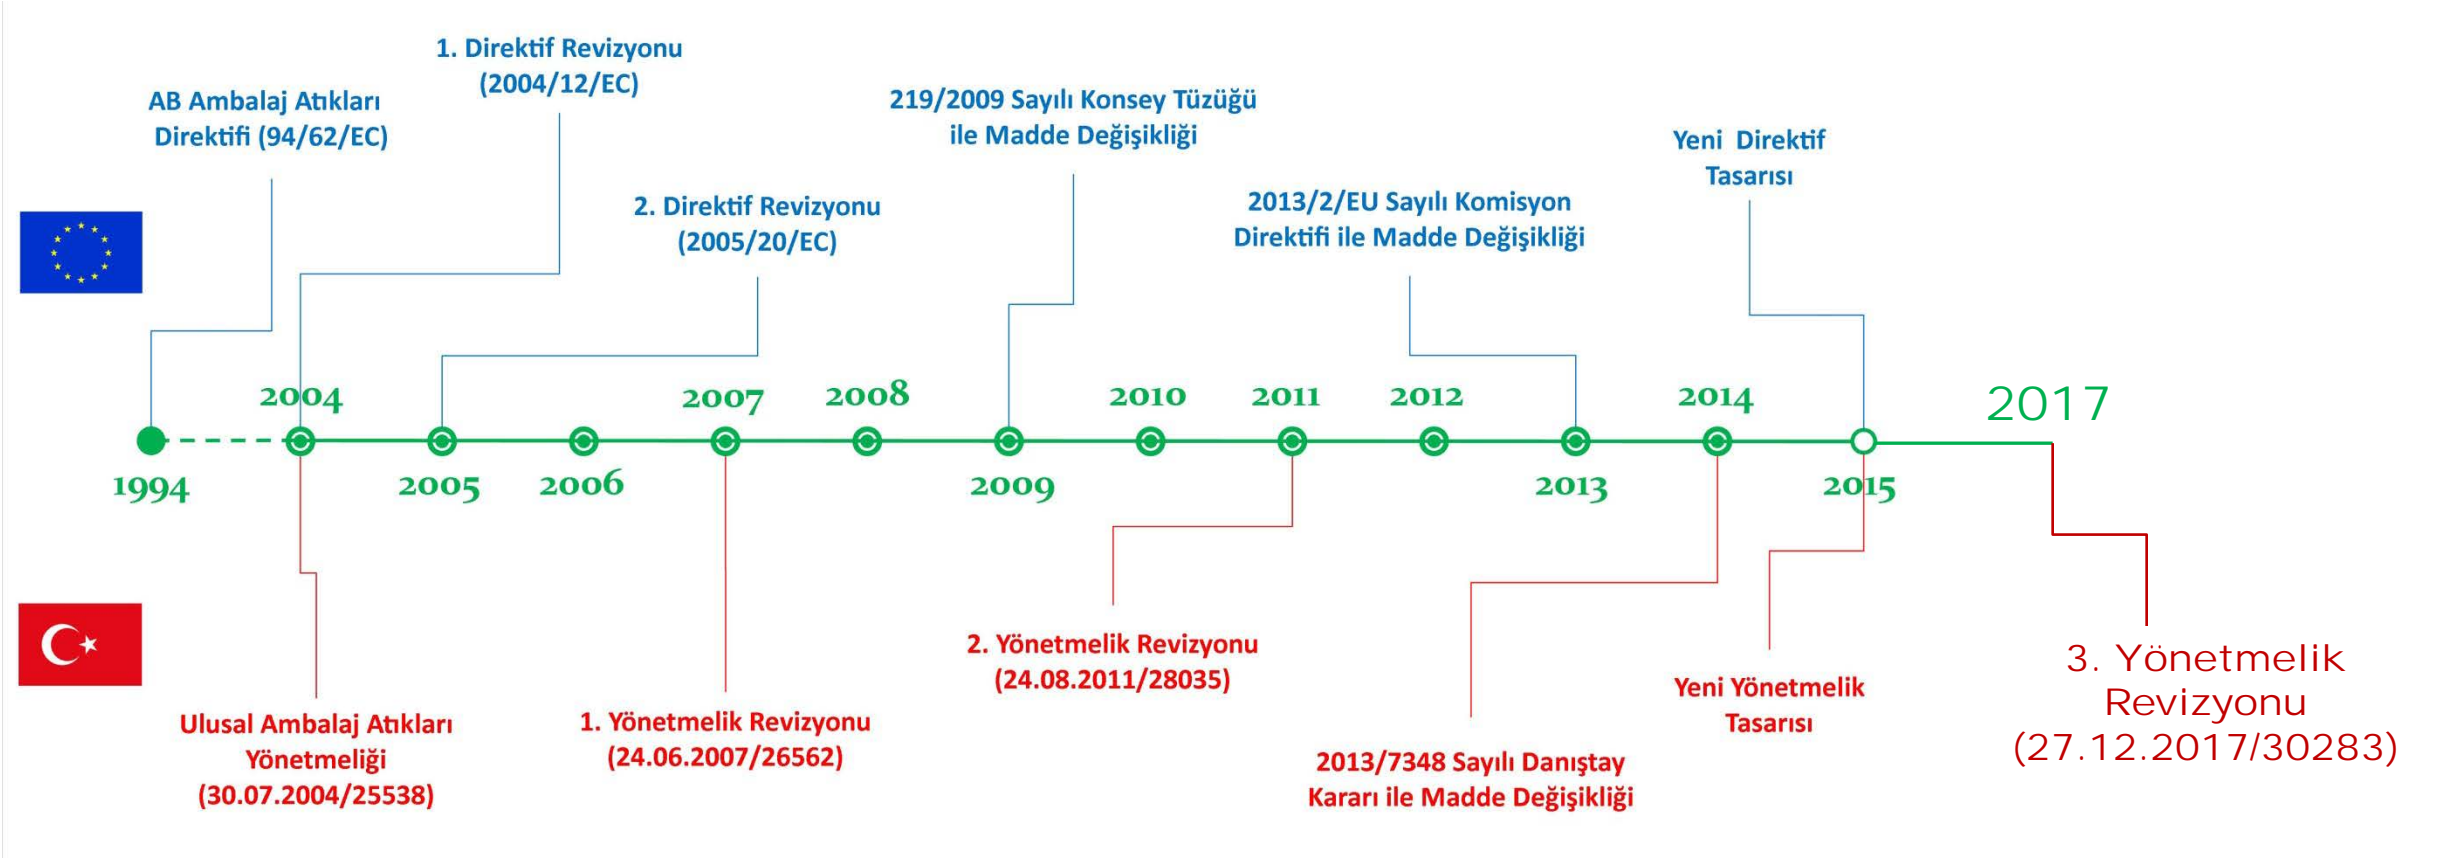 1. Direktif Revizyonu
(2004/12/EC)
AB Ambalaj Atıkları
Direktifi (94/62/EC)
219/2009 Sayılı Konsey Tüzüğü
ile Madde Değişikliği
Yeni Direktif
Tasarısı
2. Direktif Revizyonu
(2005/20/EC)
2013/2/EU Sayılı Komisyon
Direktifi ile Madde Değişikliği
2004
2007
2008
2010
2011
2012
2014
2017
1994
2005
2006
2009
2013
2015
2. Yönetmelik Revizyonu
(24.08.2011/28035)
3. Yönetmelik
Revizyonu
(27.12.2017/30283)
Yeni Yönetmelik
Tasarısı
Ulusal Ambalaj Atıkları
Yönetmeliği
(30.07.2004/25538)
1. Yönetmelik Revizyonu
(24.06.2007/26562)
2013/7348 Sayılı Danıştay
Kararı ile Madde Değişikliği